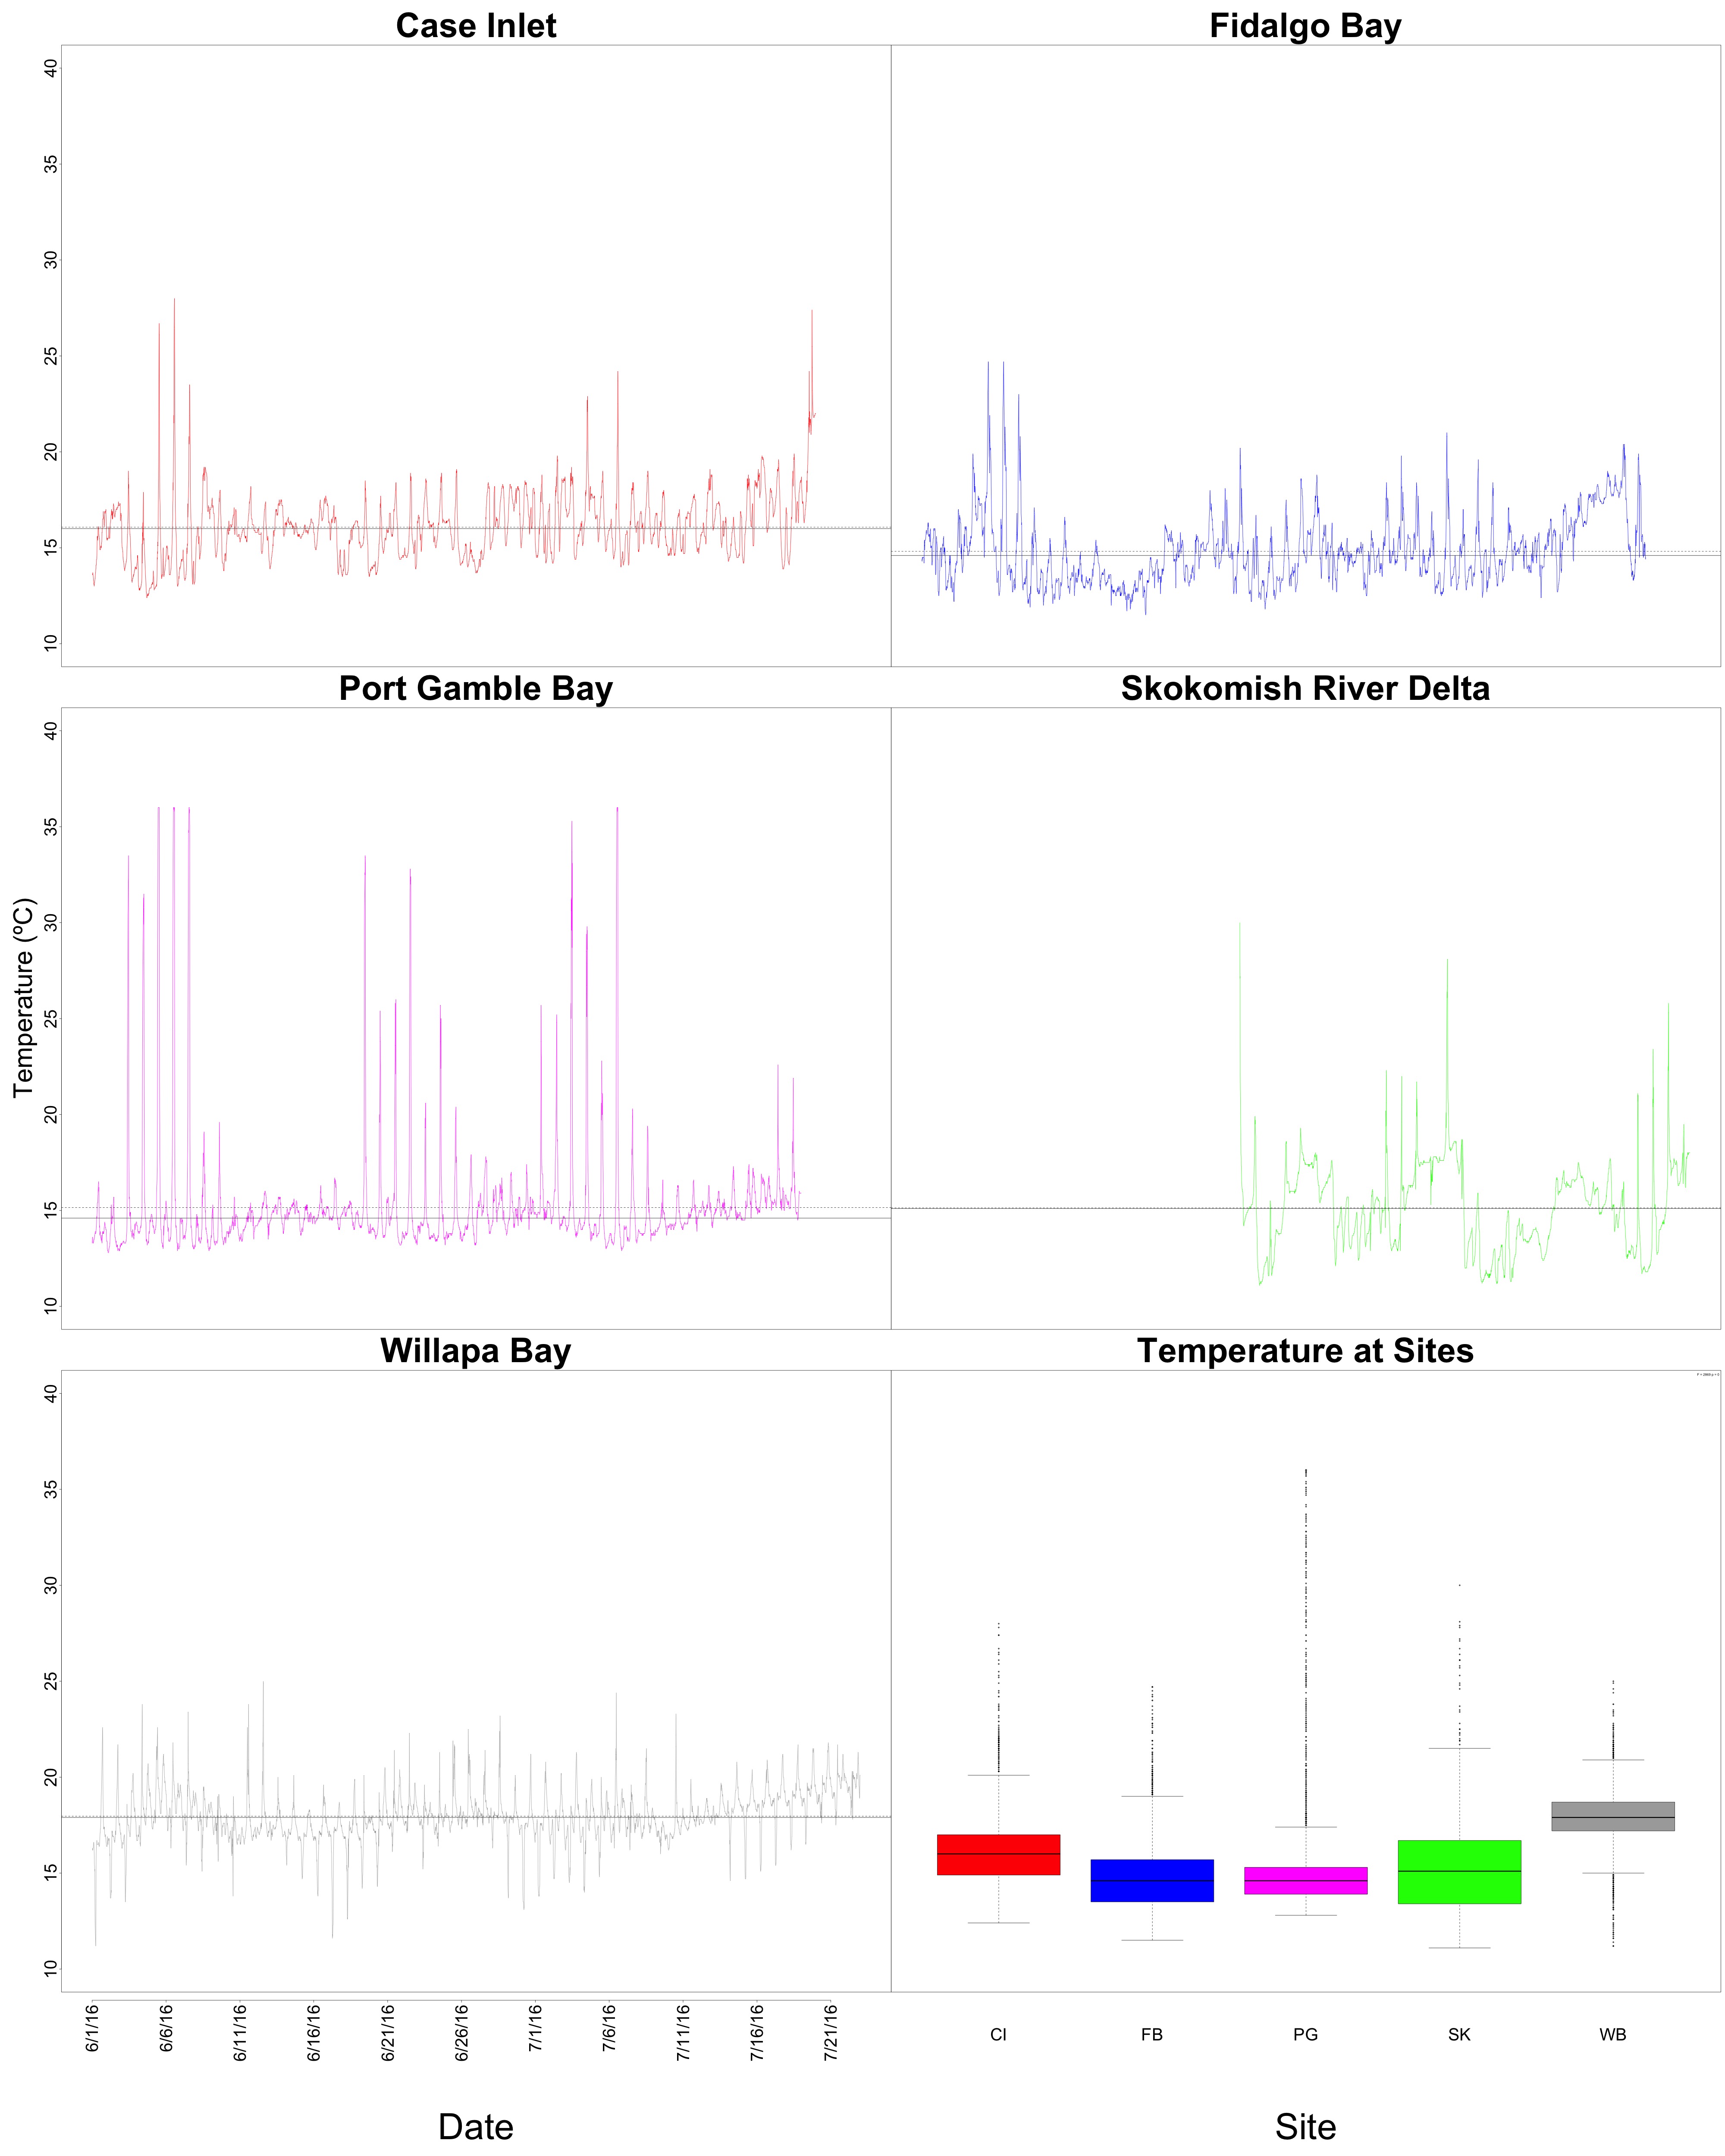 Case Inlet
Fidalgo Bay
40
35
30
25
20
15
10
Port Gamble Bay
Skokomish River Delta
40
35
30
25
20
15
10
Temperature (ºC)
Willapa Bay
Temperature at Sites
40
35
30
25
20
15
10
6/1/16
6/6/16
6/11/16
6/16/16
6/21/16
6/26/16
7/1/16
7/6/16
7/11/16
7/16/16
7/21/16
CI
FB
PG
SK
WB
Date
Site